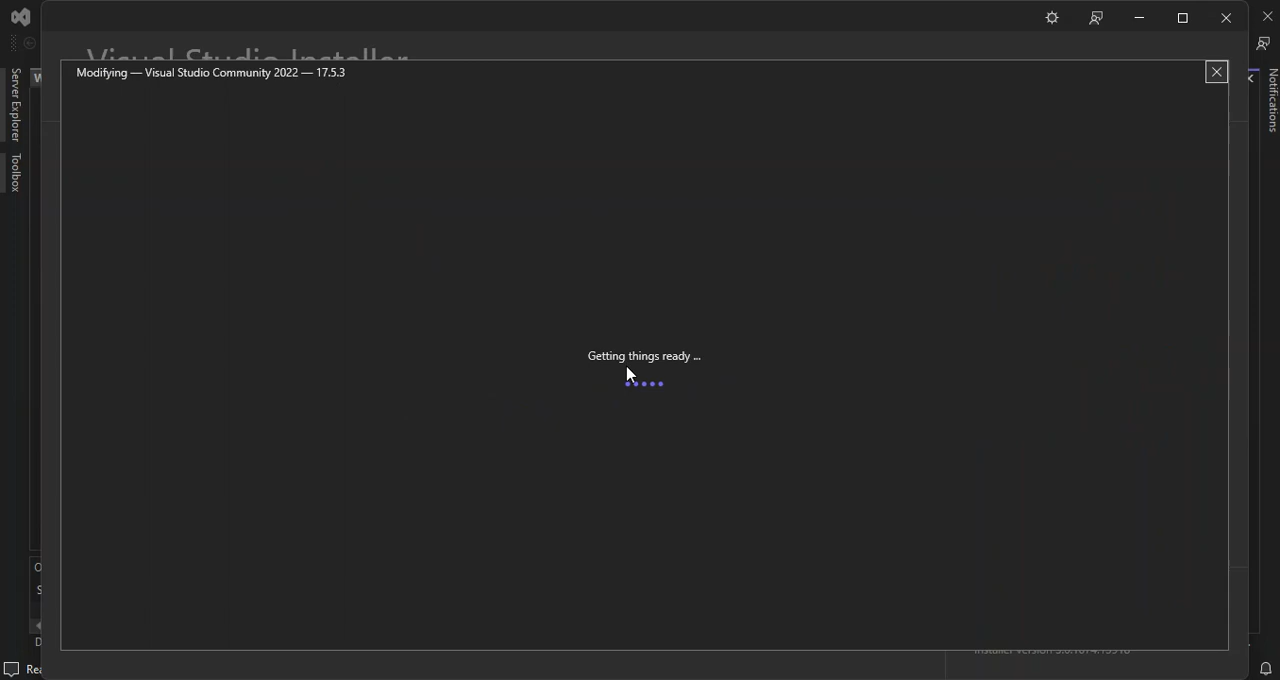 Visual Studio Installer
Modifying — Visual Studio Community 2022 — 17.5.3
Server Explorer
Toolbox
Notifications
Getting things ready ...